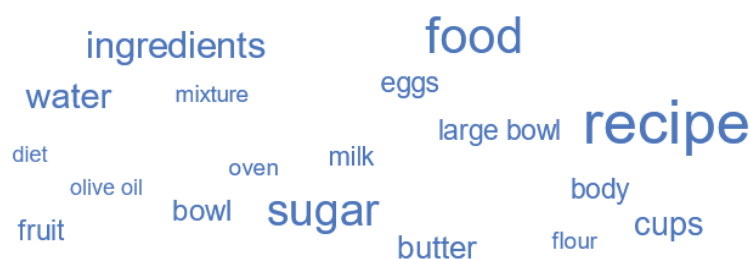 food
ingredients
eggs
water
mixture
recipe
large bowl
diet
milk
oven
olive oil
body
bowl
sugar
cups
fruit
butter
flour